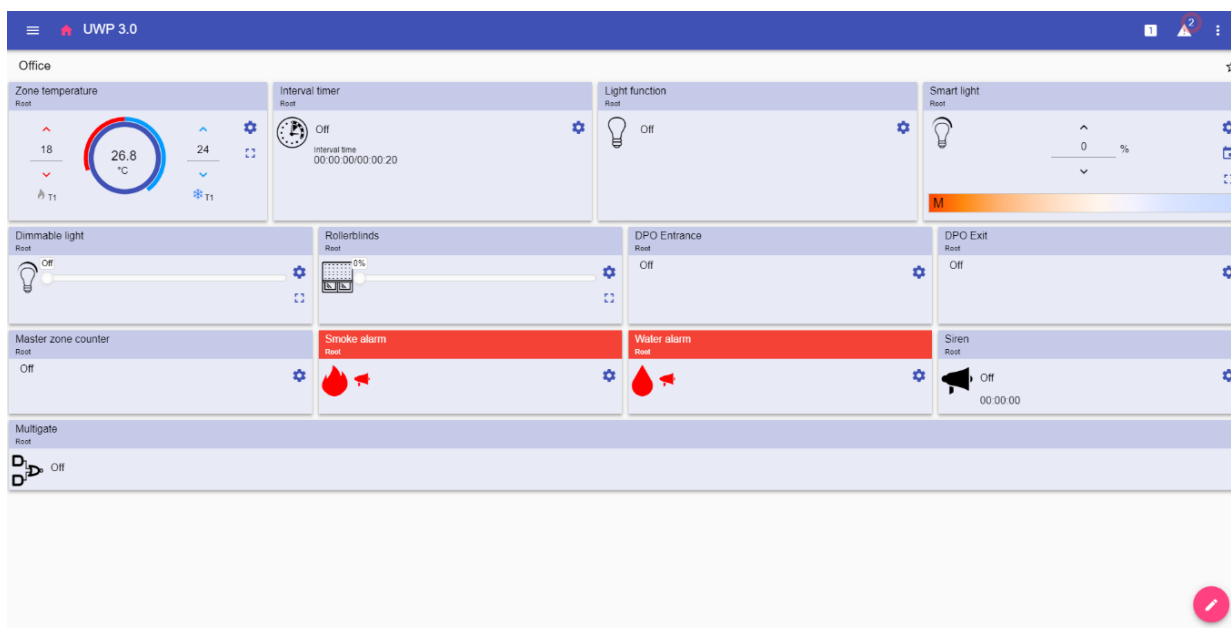 UWP 3.0
1
2
Office
Zone temperature
Root
18
26.8
°C
24
T1
T1
Interval timer
Root
Off
Interval time
00:00:00/00:00:20
Light function
Root
Off
Smart light
Root
0 %
M
Dimmable light
Root
Off
Rollerblinds
Root
0%
DPO Entrance
Root
Off
DPO Exit
Root
Off
Master zone counter
Root
Off
Smoke alarm
Root
Water alarm
Root
Siren
Root
Off
00:00:00
Multigate
Root
Off